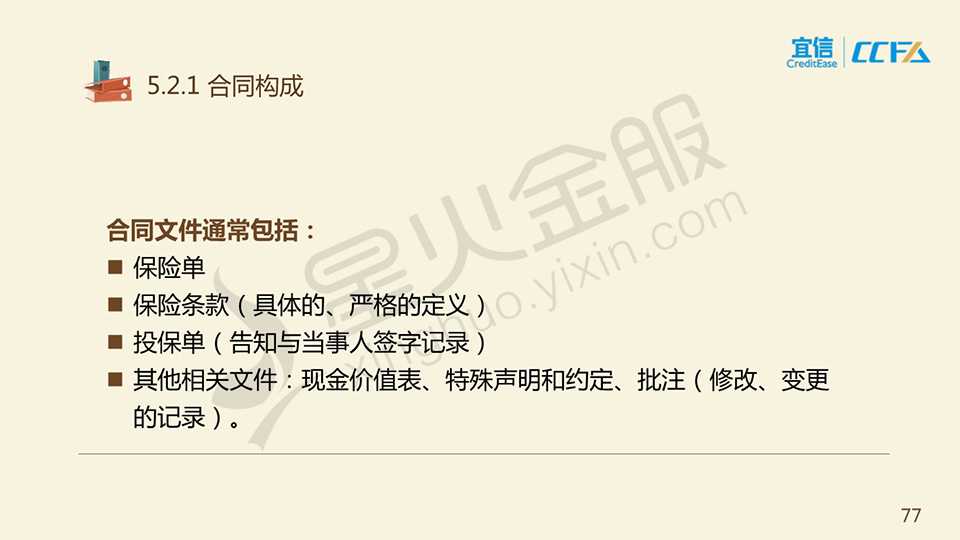 宜信
CreditEase
CCFA
5.2.1 合同构成
星火金服
xinghuo.yixin.com
合同文件通常包括：
保险单
保险条款（具体的、严格的定义）
投保单（告知与当事人签字记录）
其他相关文件：现金价值表、特殊声明和约定、批注（修改、变更
的记录）。
77